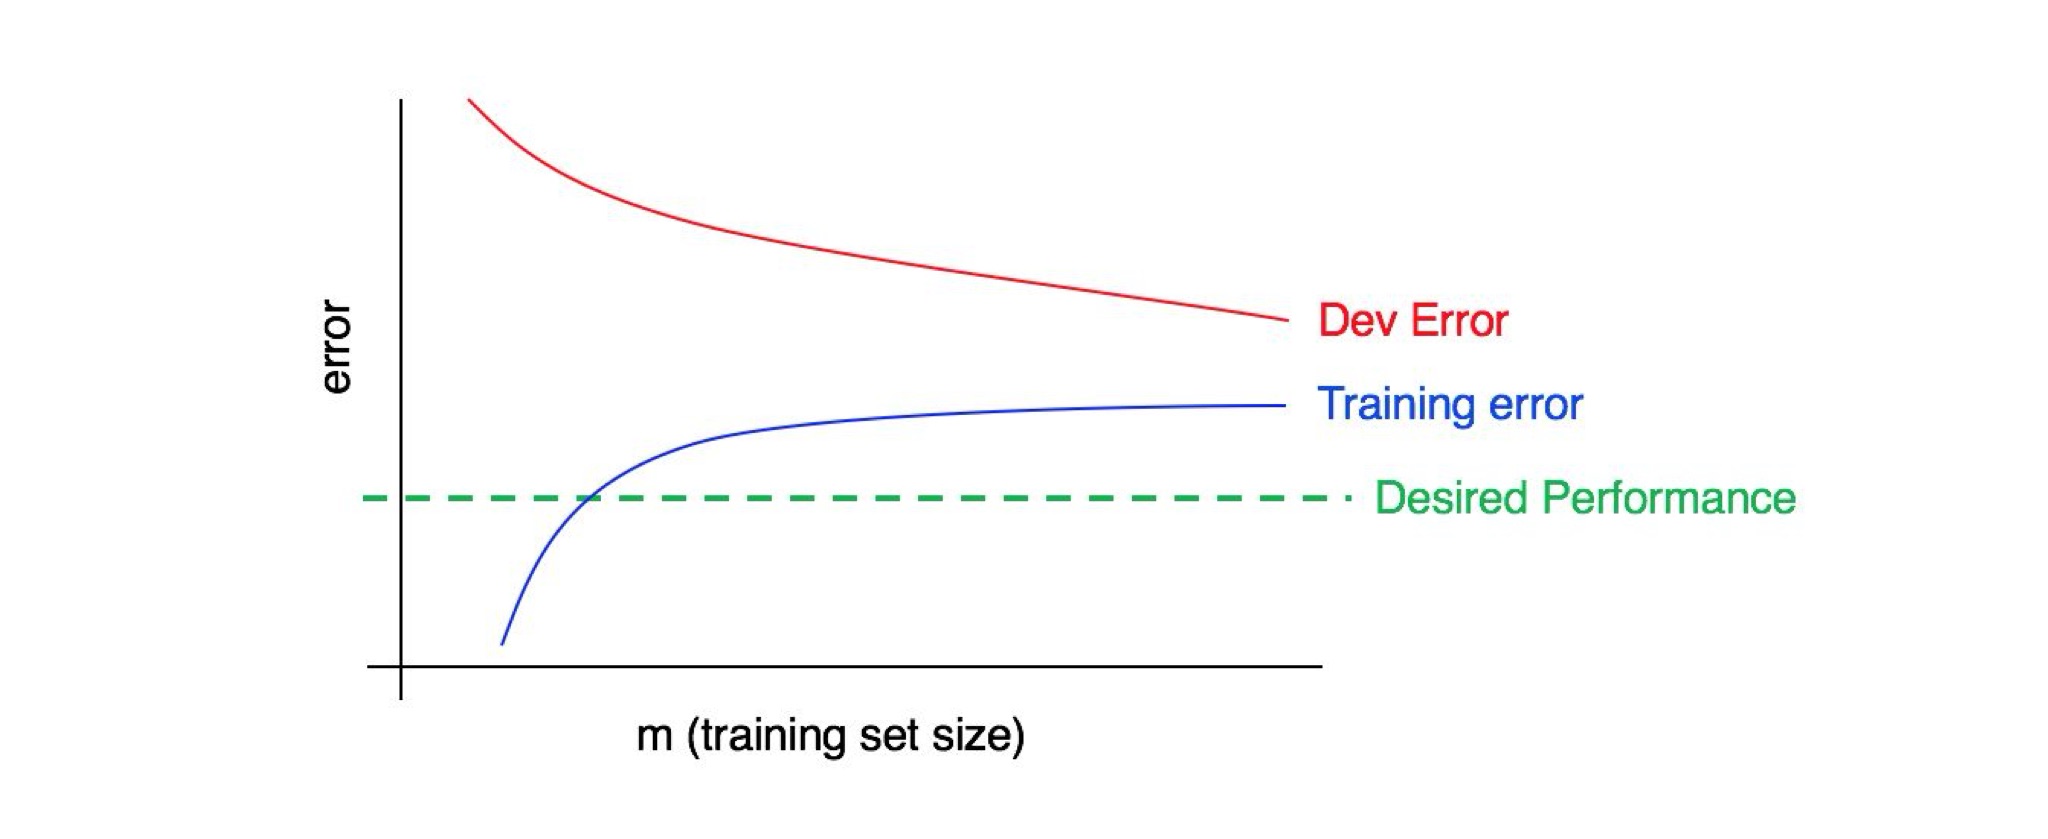 error
Dev Error
Training error
Desired Performance
m (training set size)